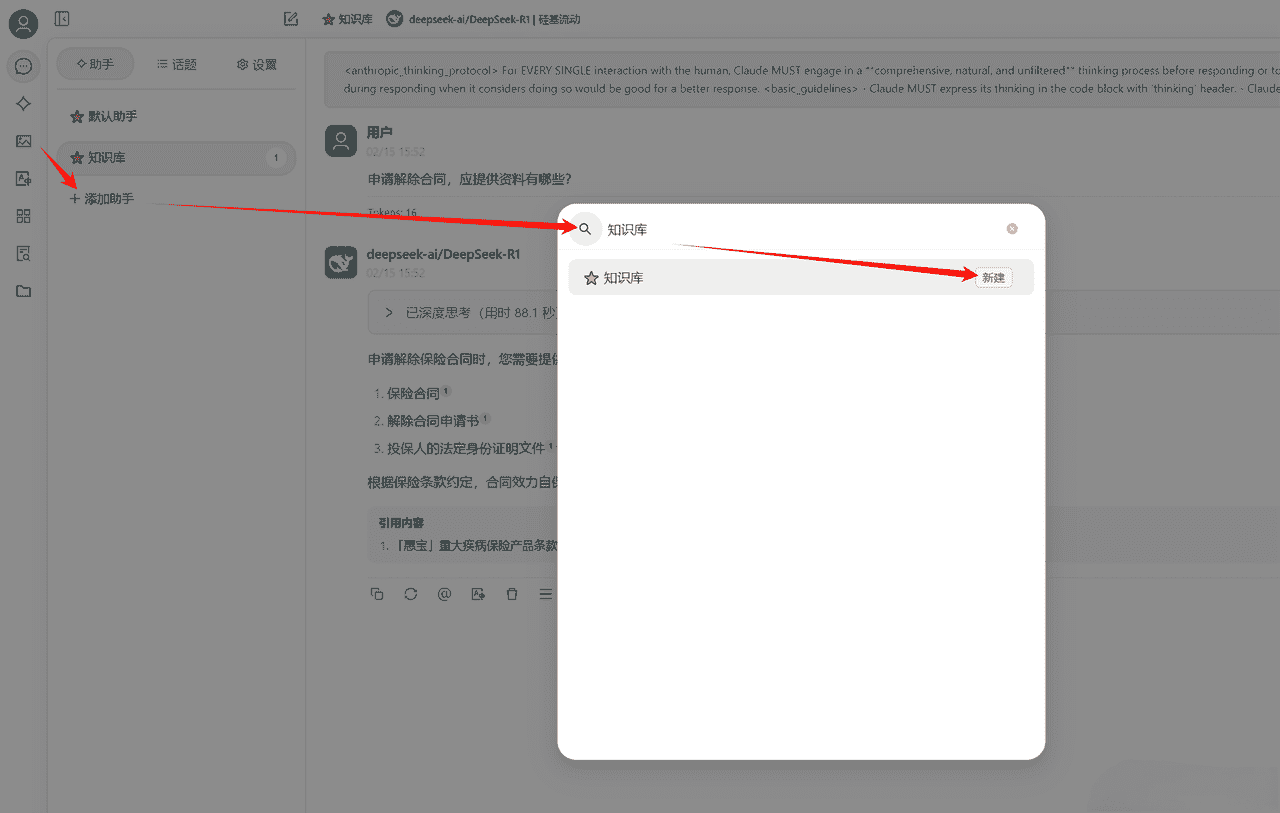 知识库 deepseek-ai/DeepSeek-R1 | 硅基流动
助手 话题 设置
默认助手
知识库 1
添加助手
<anthropic_thinking_protocol> For EVERY SINGLE interaction with the human, Claude MUST engage in a **comprehensive, natural, and unfiltered** thinking process before responding or to
during responding when it considers doing so would be good for a better response. <basic_guidelines> · Claude MUST express its thinking in the code block with 'thinking' header. · Claude
用户
02/15 15:52
申请解除合同，应提供资料有哪些？
Tokens: 16
deepseek-ai/DeepSeek-R1
02/15 15:52
已深度思考（用时 88.1 秒
申请解除保险合同时，您需要提供
1. 保险合同 1
2. 解除合同申请书 1
3. 投保人的法定身份证明文件 1
根据保险条款约定，合同效力自
引用内容
1. 「惠宝」重大疾病保险产品条款
知识库
知识库 新建